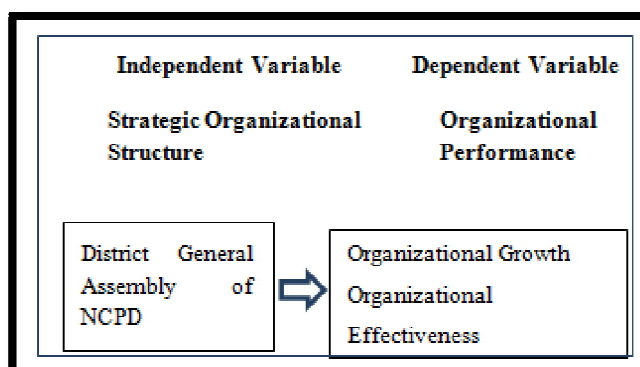 Independent Variable
Dependent Variable
Strategic Organizational
Structure
Organizational
Performance
District General
Assembly of
NCPD
Organizational Growth
Organizational
Effectiveness